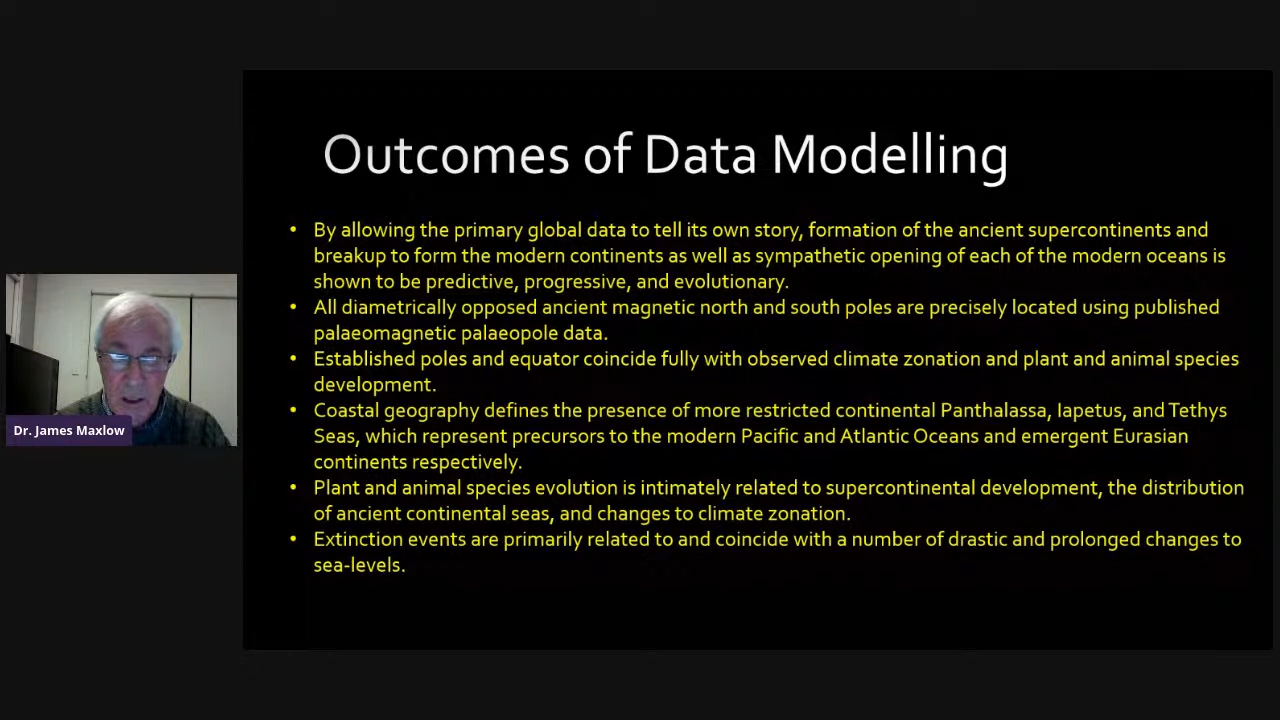 Outcomes of Data Modelling
• By allowing the primary global data to tell its own story, formation of the ancient supercontinents and
breakup to form the modern continents as well as sympathetic opening of each of the modern oceans is
shown to be predictive, progressive, and evolutionary.
• All diametrically opposed ancient magnetic north and south poles are precisely located using published
palaeomagnetic palaeopole data.
• Established poles and equator coincide fully with observed climate zonation and plant and animal species
development.
• Coastal geography defines the presence of more restricted continental Panthalassa, Iapetus, and Tethys
Seas, which represent precursors to the modern Pacific and Atlantic Oceans and emergent Eurasian
continents respectively.
• Plant and animal species evolution is intimately related to supercontinental development, the distribution
of ancient continental seas, and changes to climate zonation.
• Extinction events are primarily related to and coincide with a number of drastic and prolonged changes to
sea-levels.
Dr. James Maxlow